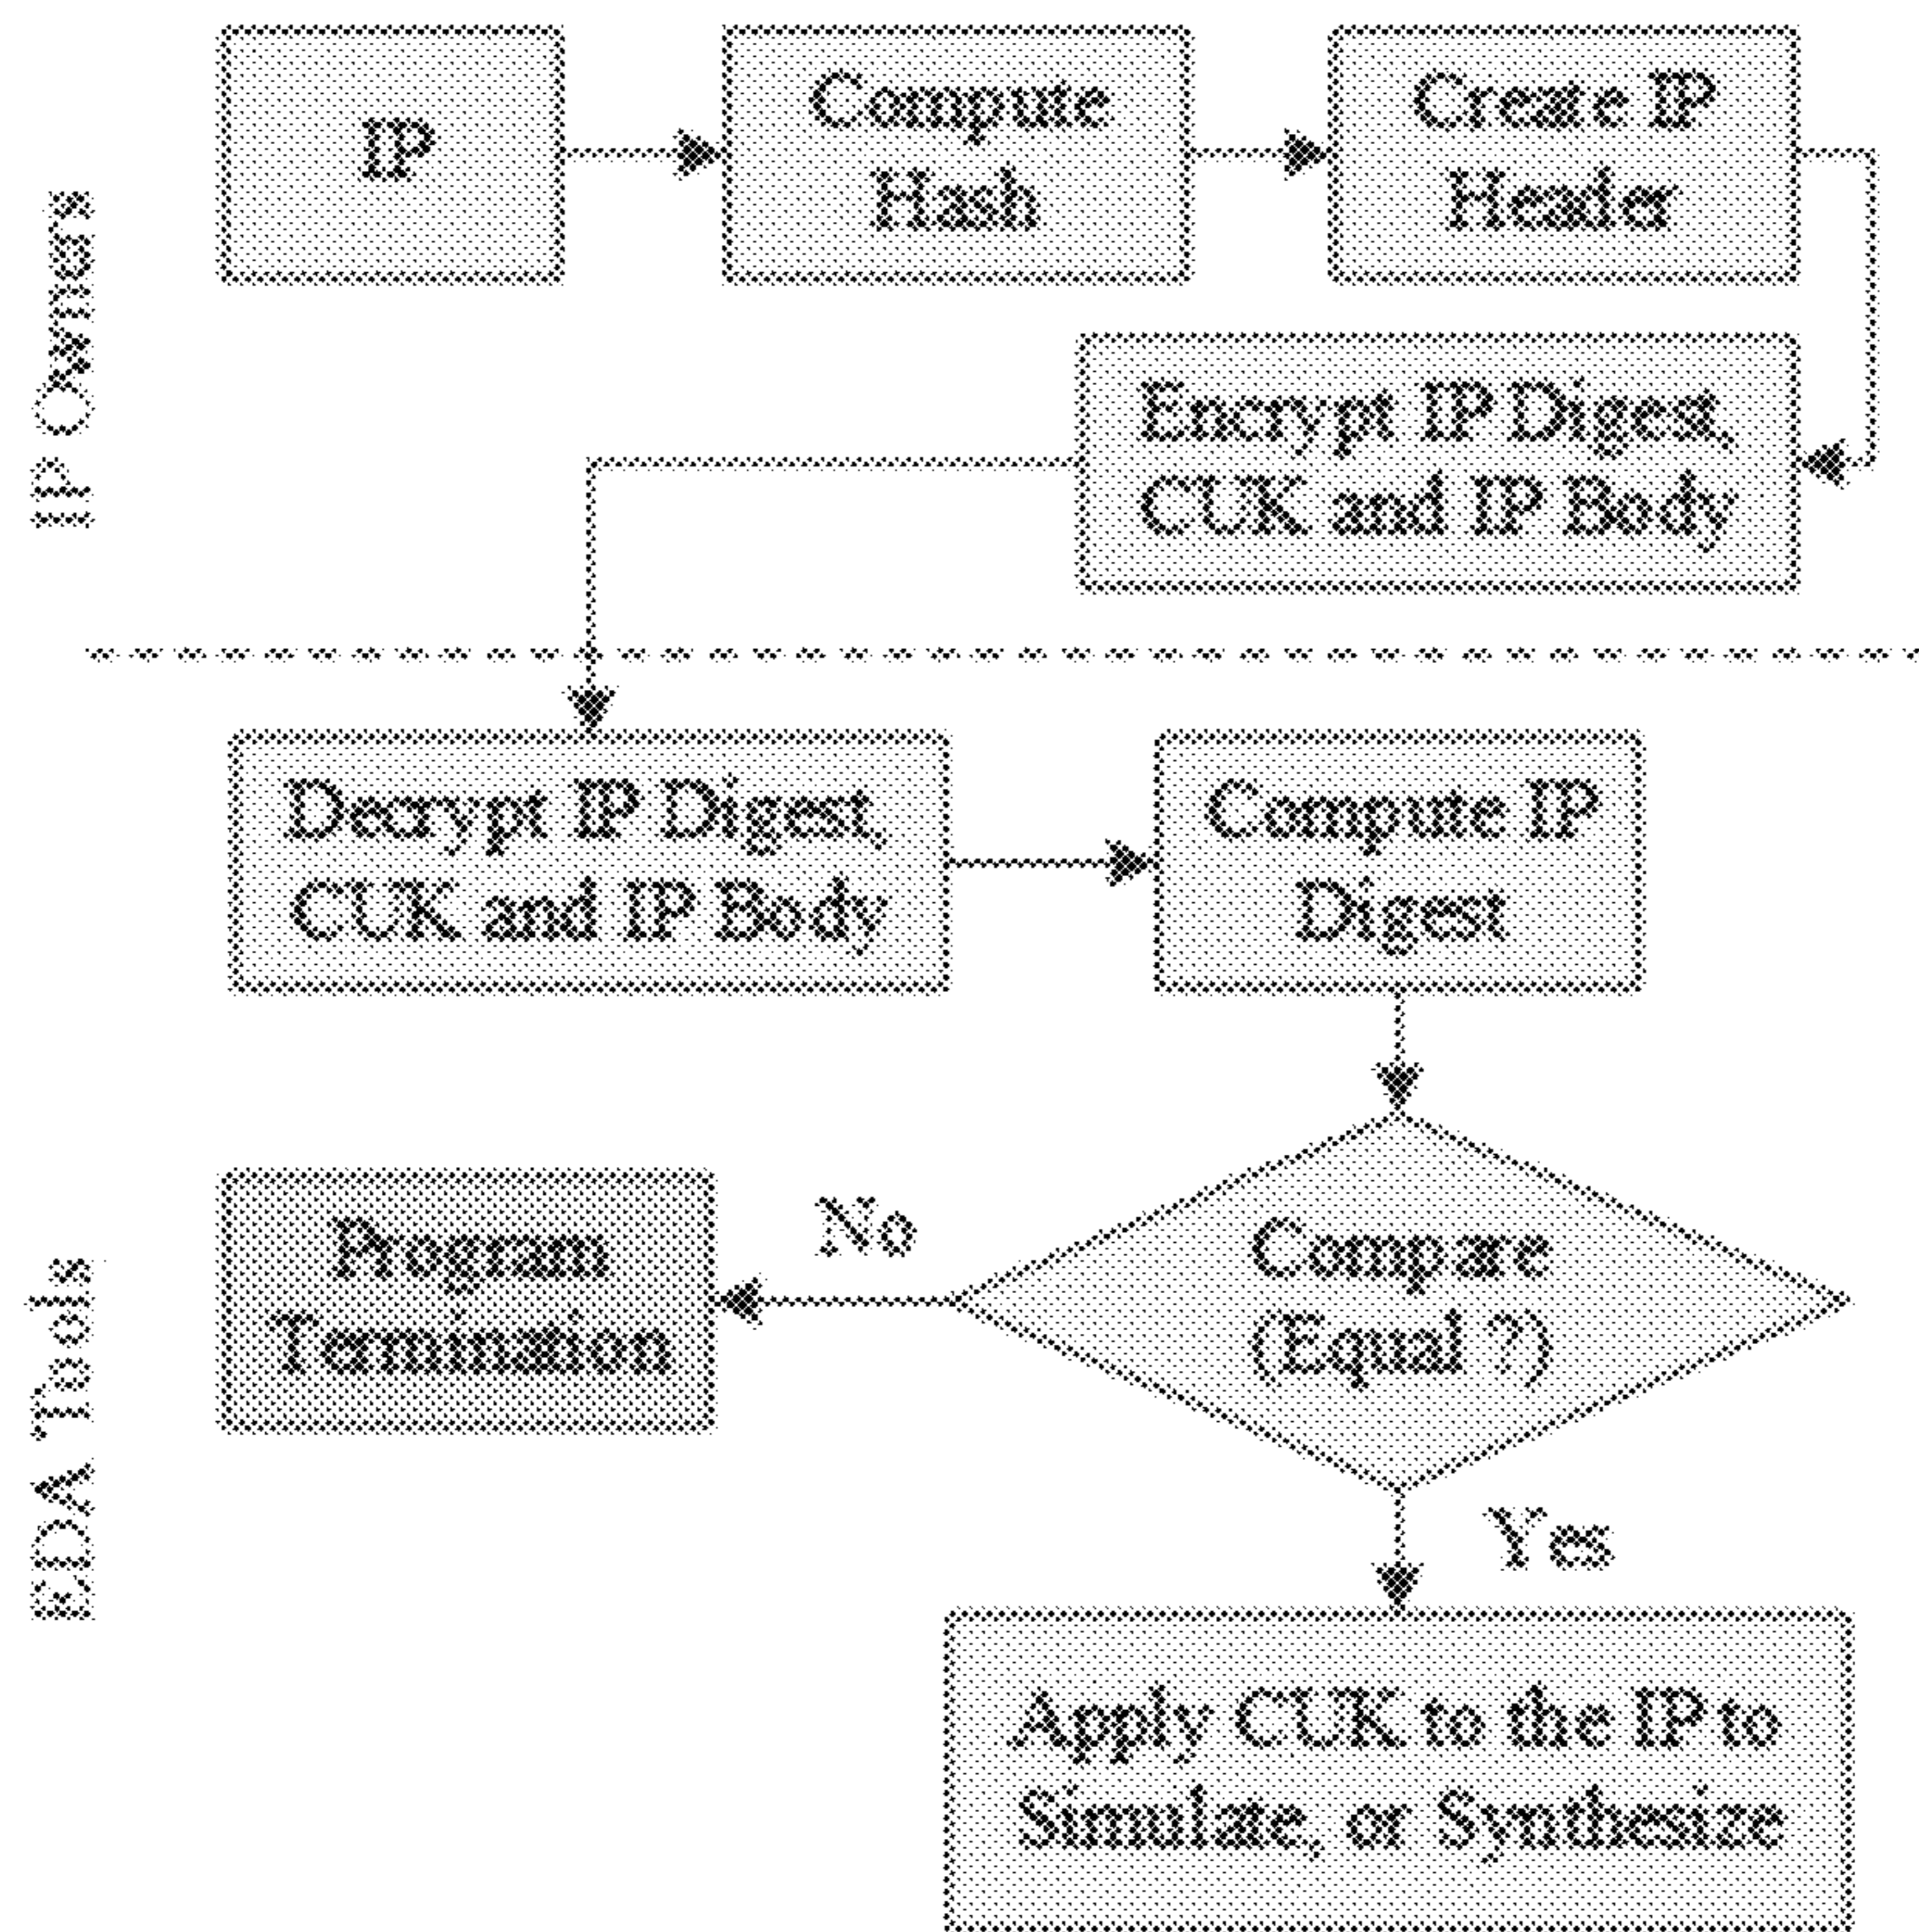 IP Owners
IP
Compute
Hash
Create IP
Header
Encrypt IP Digest,
CUK and IP Body
Decrypt IP Digest,
CUK and IP Body
Compute IP
Digest
EDA Tools
Program
Termination
No
Compare
(Equal ?)
Yes
Apply CUK to the IP to
Simulate, or Synthesize